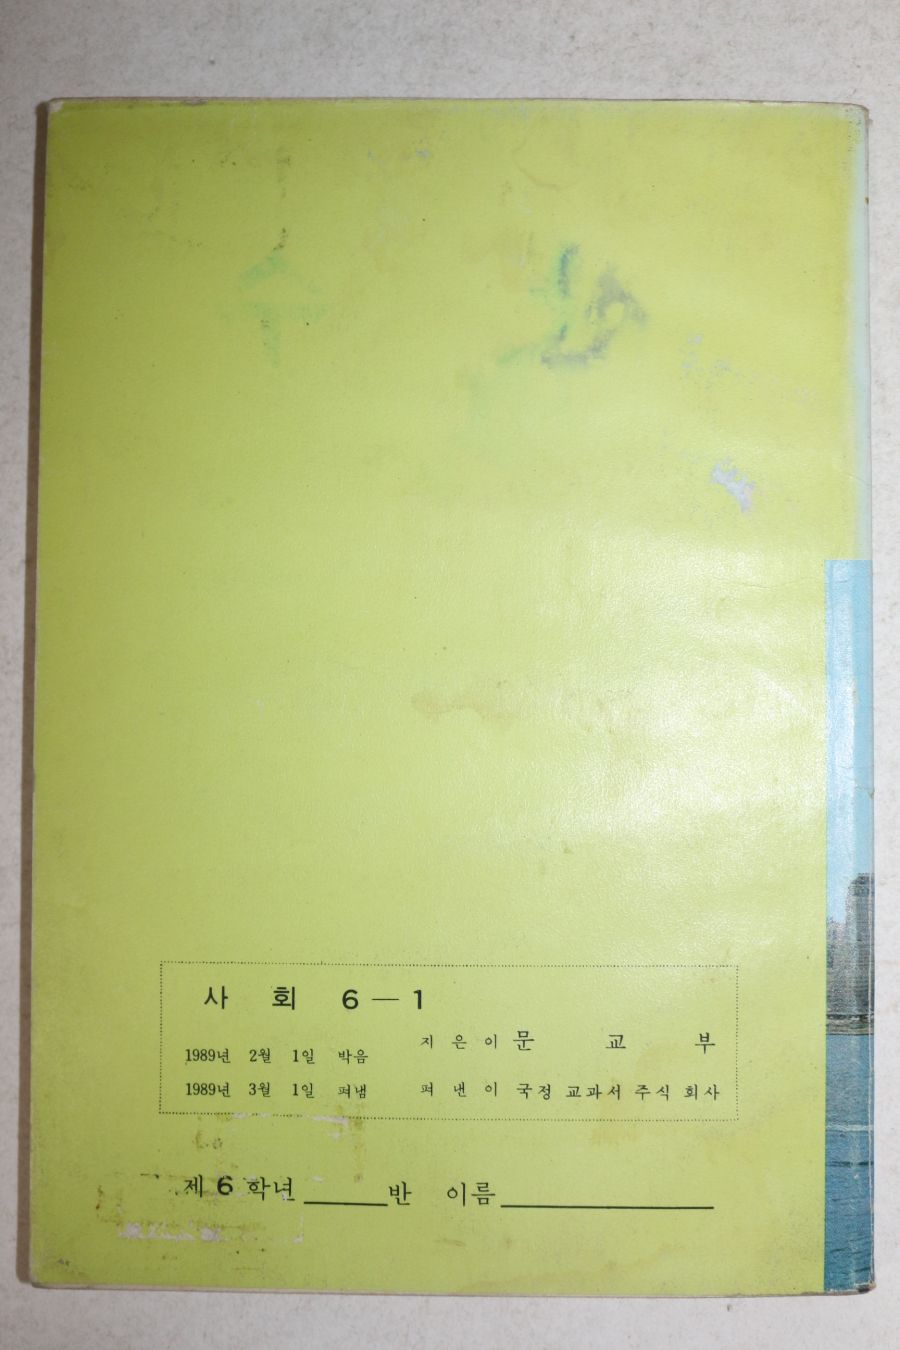 사 회 6—1
지 은 이 문 교 부
1989년 2월 1일 박음
1989년 3월 1일 펴냄 펴 낸 이 국정 교과서 주식 회사
제 6 학년 반 이름